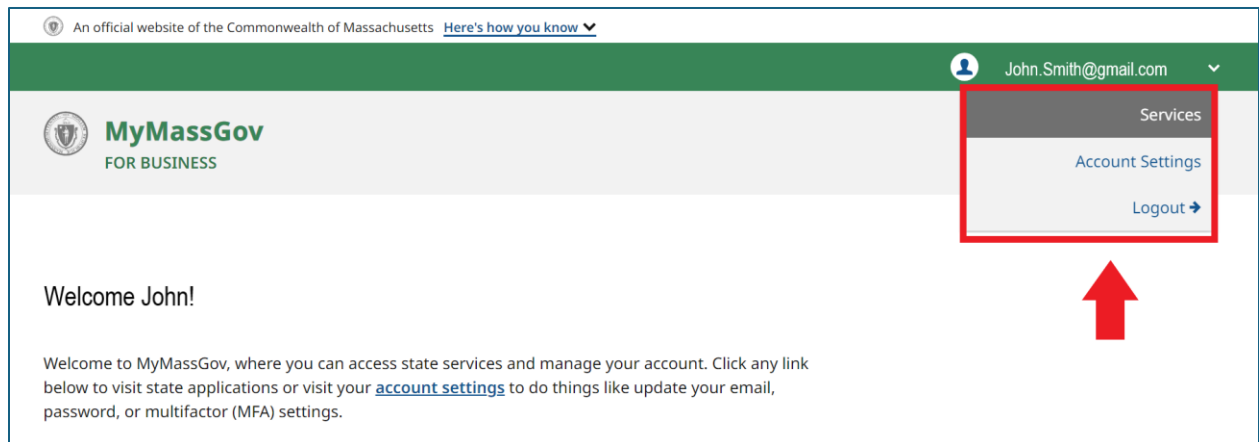 An official website of the Commonwealth of Massachusetts Here's how you know
John.Smith@gmail.com
Services
MyMassGov
FOR BUSINESS
Account Settings
Logout
Welcome John!
Welcome to MyMassGov, where you can access state services and manage your account. Click any link
below to visit state applications or visit your account settings to do things like update your email,
password, or multifactor (MFA) settings.